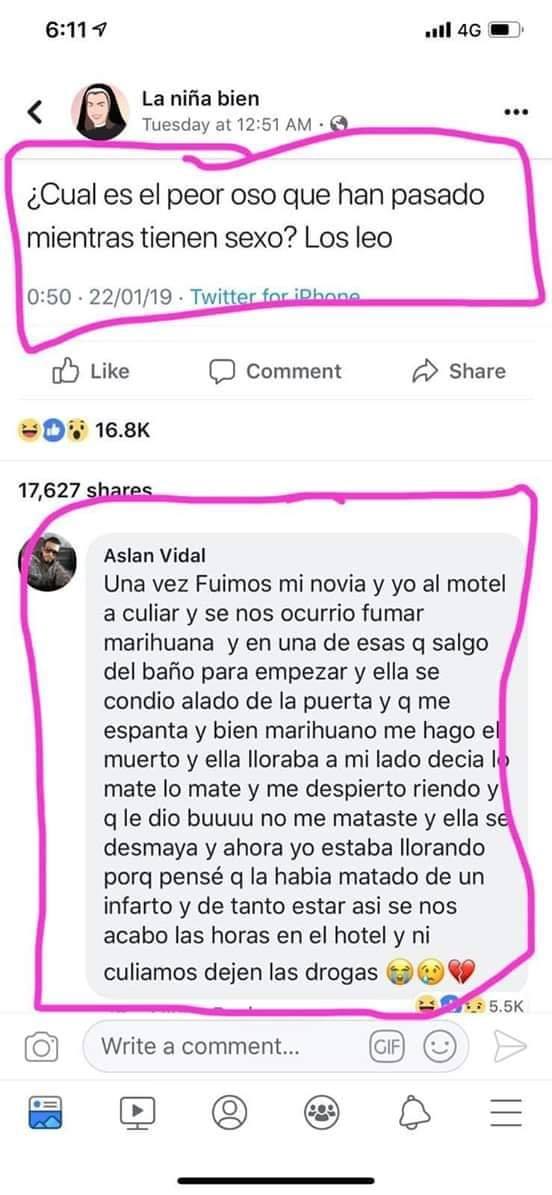 6:11
4G
La niña bien
Tuesday at 12:51 AM ·
¿Cual es el peor oso que han pasado
mientras tienen sexo? Los leo
0:50 · 22/01/19 · Twitter for iPhone
Like
Comment
Share
16.8K
17,627 shares
Aslan Vidal
Una vez Fuimos mi novia y yo al motel
a culiar y se nos ocurrio fumar
marihuana y en una de esas q salgo
del baño para empezar y ella se
condio alado de la puerta y q me
espanta y bien marihuano me hago el
muerto y ella lloraba a mi lado decia lo
mate lo mate y me despierto riendo y
q le dio buuuu no me mataste y ella se
desmaya y ahora yo estaba llorando
porq pensé q la habia matado de un
infarto y de tanto estar asi se nos
acabo las horas en el hotel y ni
culiamos dejen las drogas 😭😢💔
5.5K
Write a comment...
GIF